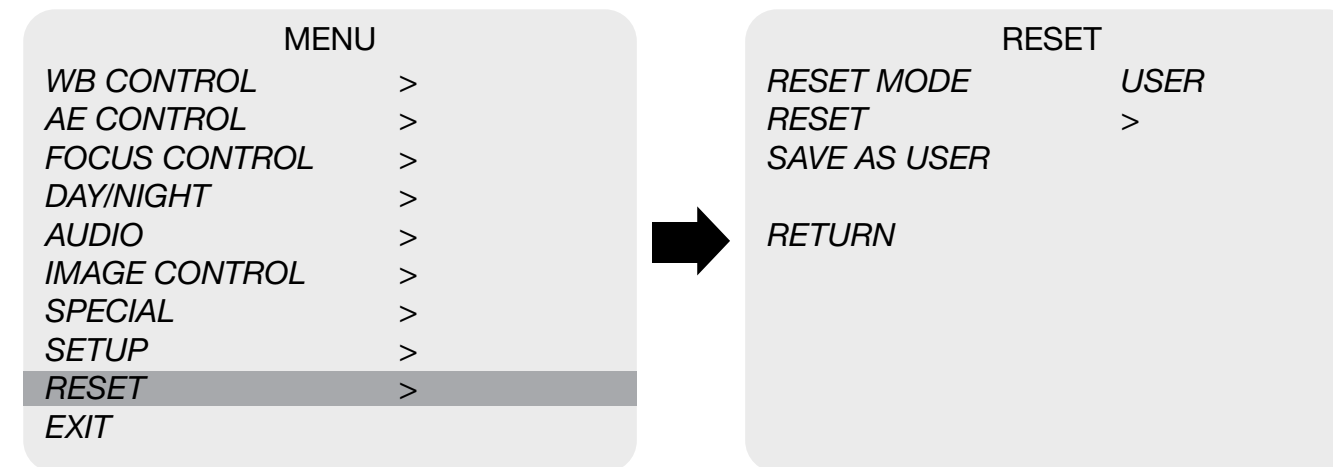 MENU
WB CONTROL >
AE CONTROL >
FOCUS CONTROL >
DAY/NIGHT >
AUDIO >
IMAGE CONTROL >
SPECIAL >
SETUP >
RESET >
EXIT
RESET
RESET MODE USER
RESET >
SAVE AS USER
RETURN